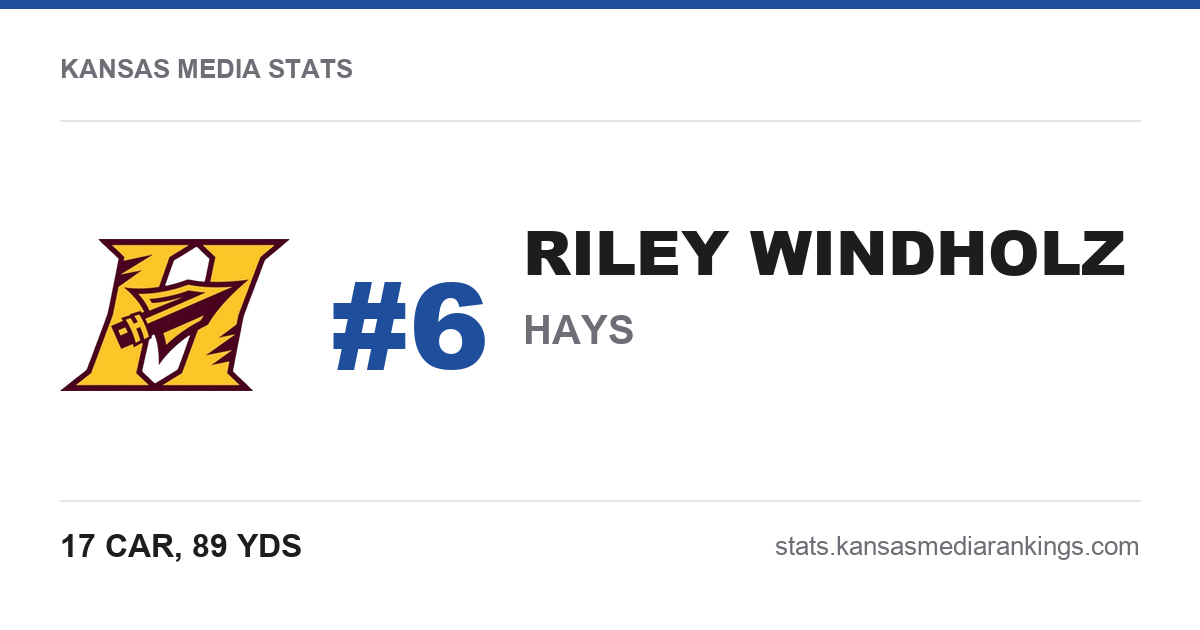 KANSAS MEDIA STATS
H
#6
RILEY WINDHOLZ
HAYS
17 CAR, 89 YDS
stats.kansasmediarankings.com